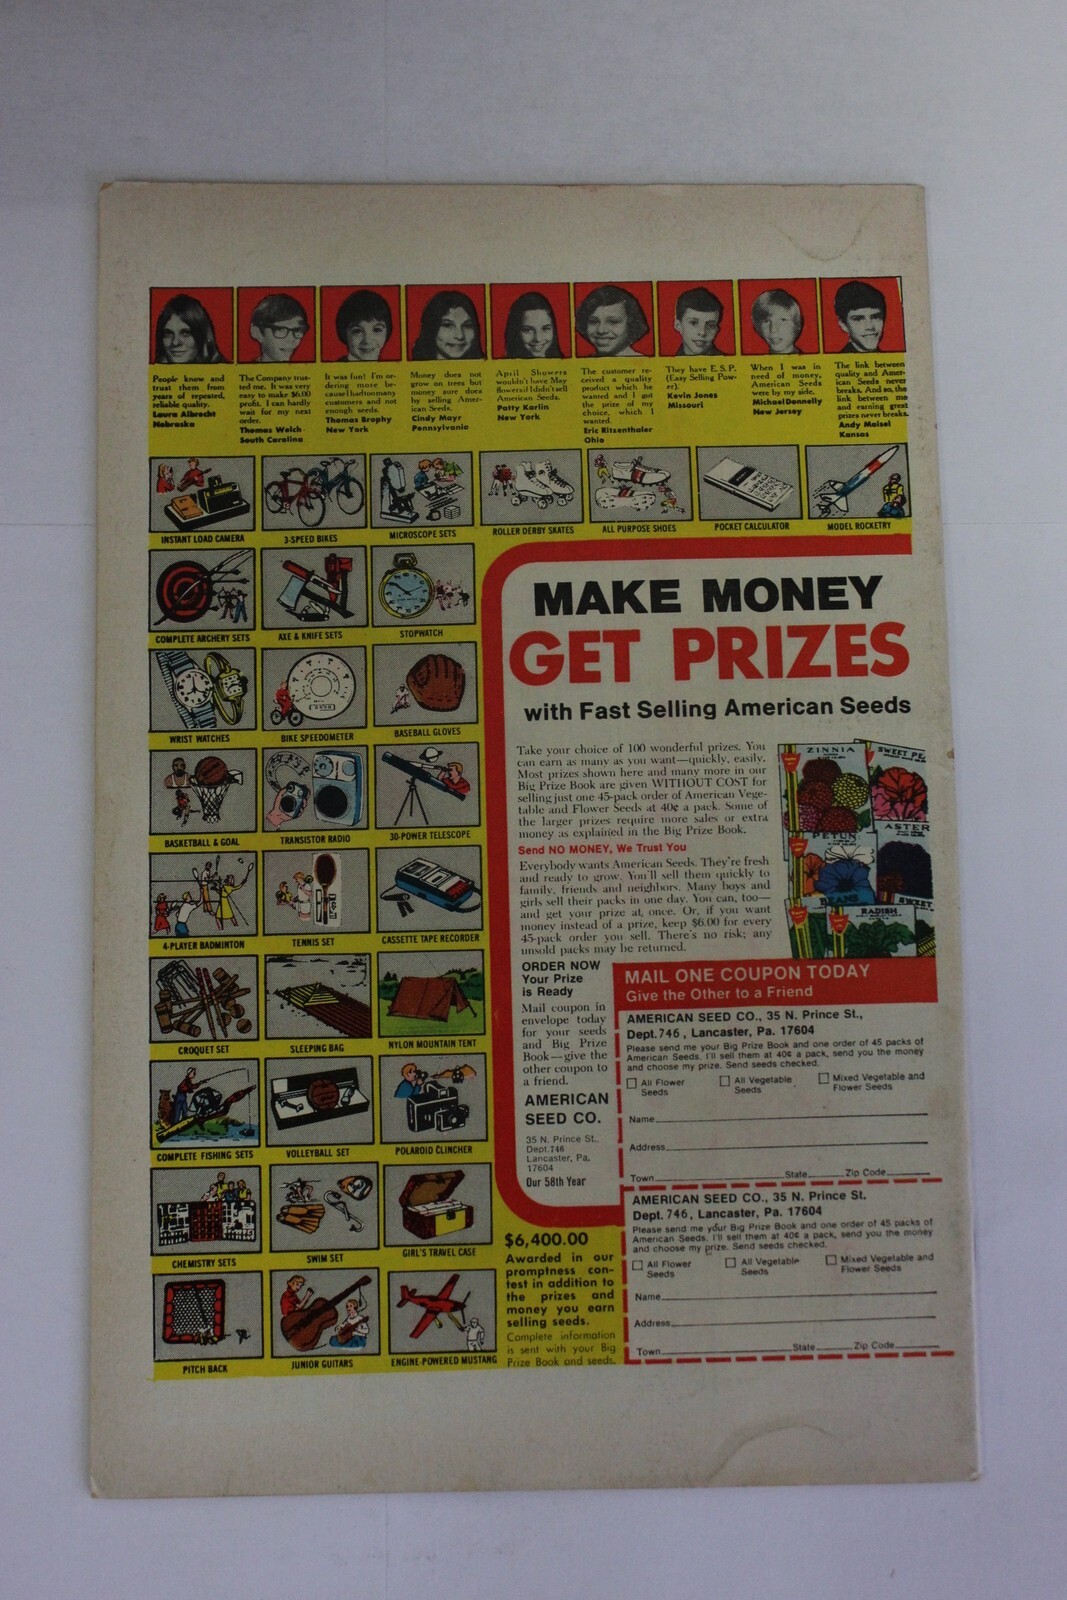 People know and
trust them from
years of repeated,
reliable quality.
Laura Albrecht
Nebraska
The Company trus-
ted me. It was very
easy to make $6.00
profit. I can hardly
wait for my next
order.
Thomas Welch
South Carolina
It was fun! I'm or-
dering more be-
cause I had too many
customers and not
enough seeds.
Thomas Brophy
New York
Money does not
grow on trees but
money sure does
by selling Amer-
ican Seeds.
Cindy Mayr
Pennsylvania
April Showers
wouldn't have May
flowers if I didn't sell
American Seeds.
Patty Karlin
New York
The customer re-
ceived a quality
product which he
wanted and I got
the prize of my
choice, which I
wanted.
Eric Ritzenthaler
Ohio
They have E.S.P.
(Easy Selling Pow-
er).
Kevin Jones
Missouri
When I was in
need of money,
American Seeds
were by my side.
Michael Donnelly
New Jersey
The link between
quality and Amer-
ican Seeds never
breaks. And so, the
link between me
and earning great
prizes never breaks.
Andy Maisel
Kansas
INSTANT LOAD CAMERA
3-SPEED BIKES
MICROSCOPE SETS
ROLLER DERBY SKATES
ALL PURPOSE SHOES
POCKET CALCULATOR
MODEL ROCKETRY
COMPLETE ARCHERY SETS
AXE & KNIFE SETS
STOPWATCH
WRIST WATCHES
BIKE SPEEDOMETER
BASEBALL GLOVES
BASKETBALL & GOAL
TRANSISTOR RADIO
30-POWER TELESCOPE
4-PLAYER BADMINTON
TENNIS SET
CASSETTE TAPE RECORDER
CROQUET SET
SLEEPING BAG
NYLON MOUNTAIN TENT
COMPLETE FISHING SETS
VOLLEYBALL SET
POLAROID CLINCHER
CHEMISTRY SETS
SWIM SET
GIRL'S TRAVEL CASE
PITCH BACK
JUNIOR GUITARS
ENGINE-POWERED MUSTANG
MAKE MONEY
GET PRIZES
with Fast Selling American Seeds
Take your choice of 100 wonderful prizes. You
can earn as many as you want—quickly, easily.
Most prizes shown here and many more in our
Big Prize Book are given WITHOUT COST for
selling just one 45-pack order of American Vege-
table and Flower Seeds at 40¢ a pack. Some of
the larger prizes require more sales or extra
money as explained in the Big Prize Book.
Send NO MONEY, We Trust You
Everybody wants American Seeds. They're fresh
and ready to grow. You'll sell them quickly to
family, friends and neighbors. Many boys and
girls sell their packs in one day. You can, too—
and get your prize at once. Or, if you want
money instead of a prize, keep $6.00 for every
45-pack order you sell. There's no risk; any
unsold packs may be returned.
ZINNIA
SWEET PE
ASTER
PETUN
BEANS
RADISH
SWEET
ORDER NOW
Your Prize
is Ready
Mail coupon in
envelope today
for your seeds
and Big Prize
Book—give the
other coupon to
a friend.
AMERICAN
SEED CO.
35 N. Prince St.,
Dept.746
Lancaster, Pa.
17604
Our 58th Year
$6,400.00
Awarded in our
promptness con-
test in addition to
the prizes and
money you earn
selling seeds.
Complete information
is sent with your Big
Prize Book and seeds.
MAIL ONE COUPON TODAY
Give the Other to a Friend
AMERICAN SEED CO., 35 N. Prince St.,
Dept. 746, Lancaster, Pa. 17604
Please send me your Big Prize Book and one order of 45 packs of
American Seeds. I'll sell them at 40¢ a pack, send you the money
and choose my prize. Send seeds checked.
All Flower
Seeds
All Vegetable
Seeds
Mixed Vegetable and
Flower Seeds
Name
Address
Town State Zip Code
AMERICAN SEED CO., 35 N. Prince St.
Dept. 746, Lancaster, Pa. 17604
Please send me your Big Prize Book and one order of 45 packs of
American Seeds. I'll sell them at 40¢ a pack, send you the money
and choose my prize. Send seeds checked.
All Flower
Seeds
All Vegetable
Seeds
Mixed Vegetable and
Flower Seeds
Name
Address
Town State Zip Code